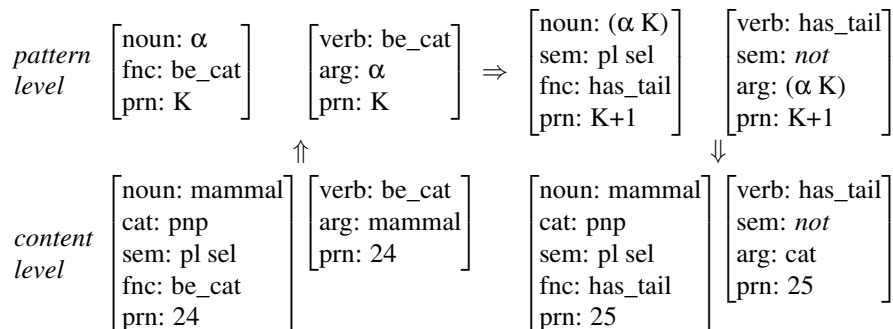 noun: α verb: be_cat noun: (α K) verb: has_tail
pattern fnc: be_cat arg: α ⇒ sem: pl sel sem: not
level prn: K prn: K fnc: has_tail arg: (α K)
prn: K+1 prn: K+1
⇑ ⇓
noun: mammal verb: be_cat noun: mammal verb: has_tail
cat: pnp arg: mammal cat: pnp sem: not
content sem: pl sel prn: 24 sem: pl sel arg: cat
level fnc: be_cat fnc: has_tail prn: 25
prn: 24 prn: 25